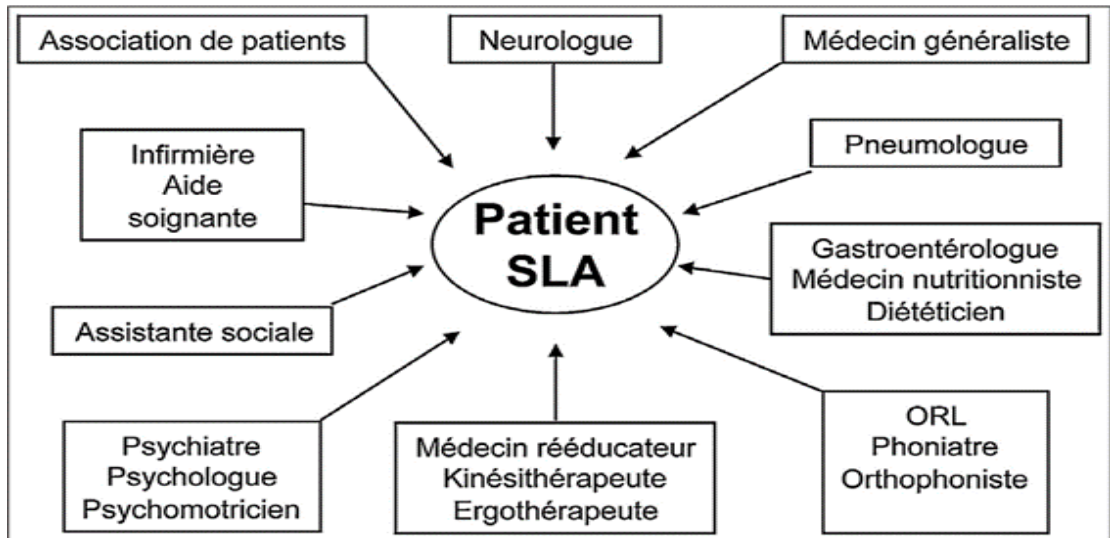 Association de patients
Neurologue
Médecin généraliste
Infirmière
Aide
soignante
Pneumologue
Patient
SLA
Gastroentérologue
Médecin nutritionniste
Diététicien
Assistante sociale
Psychiatre
Psychologue
Psychomotricien
Médecin rééducateur
Kinésithérapeute
Ergothérapeute
ORL
Phoniatre
Orthophoniste